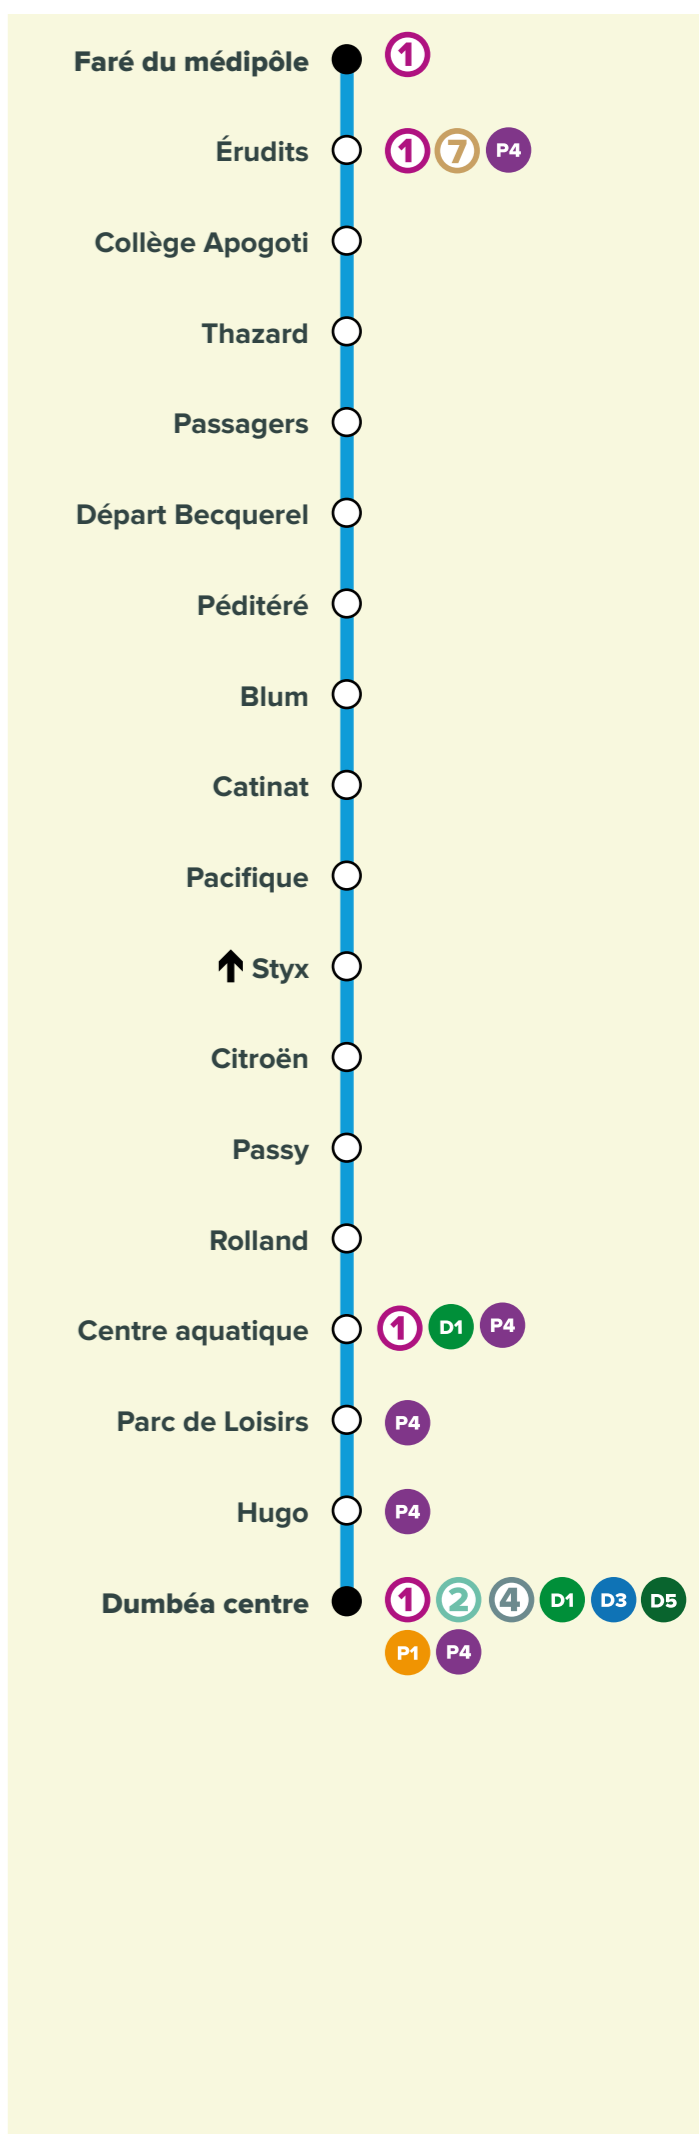 Faré du médipôle 1
Érudits 1 7 P4
Collège Apogoti
Thazard
Passagers
Départ Becquerel
Péditéré
Blum
Catinat
Pacifique
↑ Styx
Citroën
Passy
Rolland
Centre aquatique 1 D1 P4
Parc de Loisirs P4
Hugo P4
Dumbéa centre 1 2 4 D1 D3 D5
P1 P4